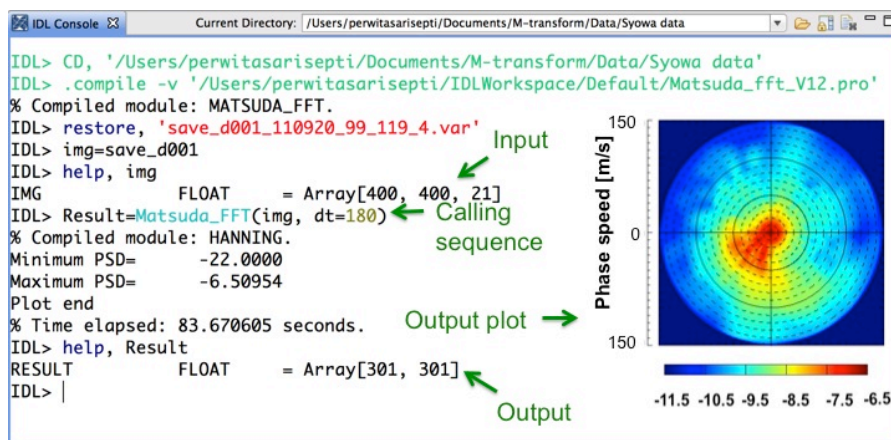 IDL Console
Current Directory: /Users/perwitasarisepti/Documents/M-transform/Data/Syowa data
IDL> CD, '/Users/perwitasarisepti/Documents/M-transform/Data/Syowa data'
IDL> .compile -v '/Users/perwitasarisepti/IDLWorkspace/Default/Matsuda_fft_V12.pro'
% Compiled module: MATSUDA_FFT.
IDL> restore, 'save_d001_110920_99_119_4.var'
IDL> img=save_d001
IDL> help, img
IMG FLOAT = Array[400, 400, 21]
IDL> Result=Matsuda_FFT(img, dt=180)
% Compiled module: HANNING.
Minimum PSD= -22.0000
Maximum PSD= -6.50954
Plot end
% Time elapsed: 83.670605 seconds.
IDL> help, Result
RESULT FLOAT = Array[301, 301]
IDL>
Input
Calling
sequence
Output plot
Output
Phase speed [m/s]
150
0
150
-11.5 -10.5 -9.5 -8.5 -7.5 -6.5